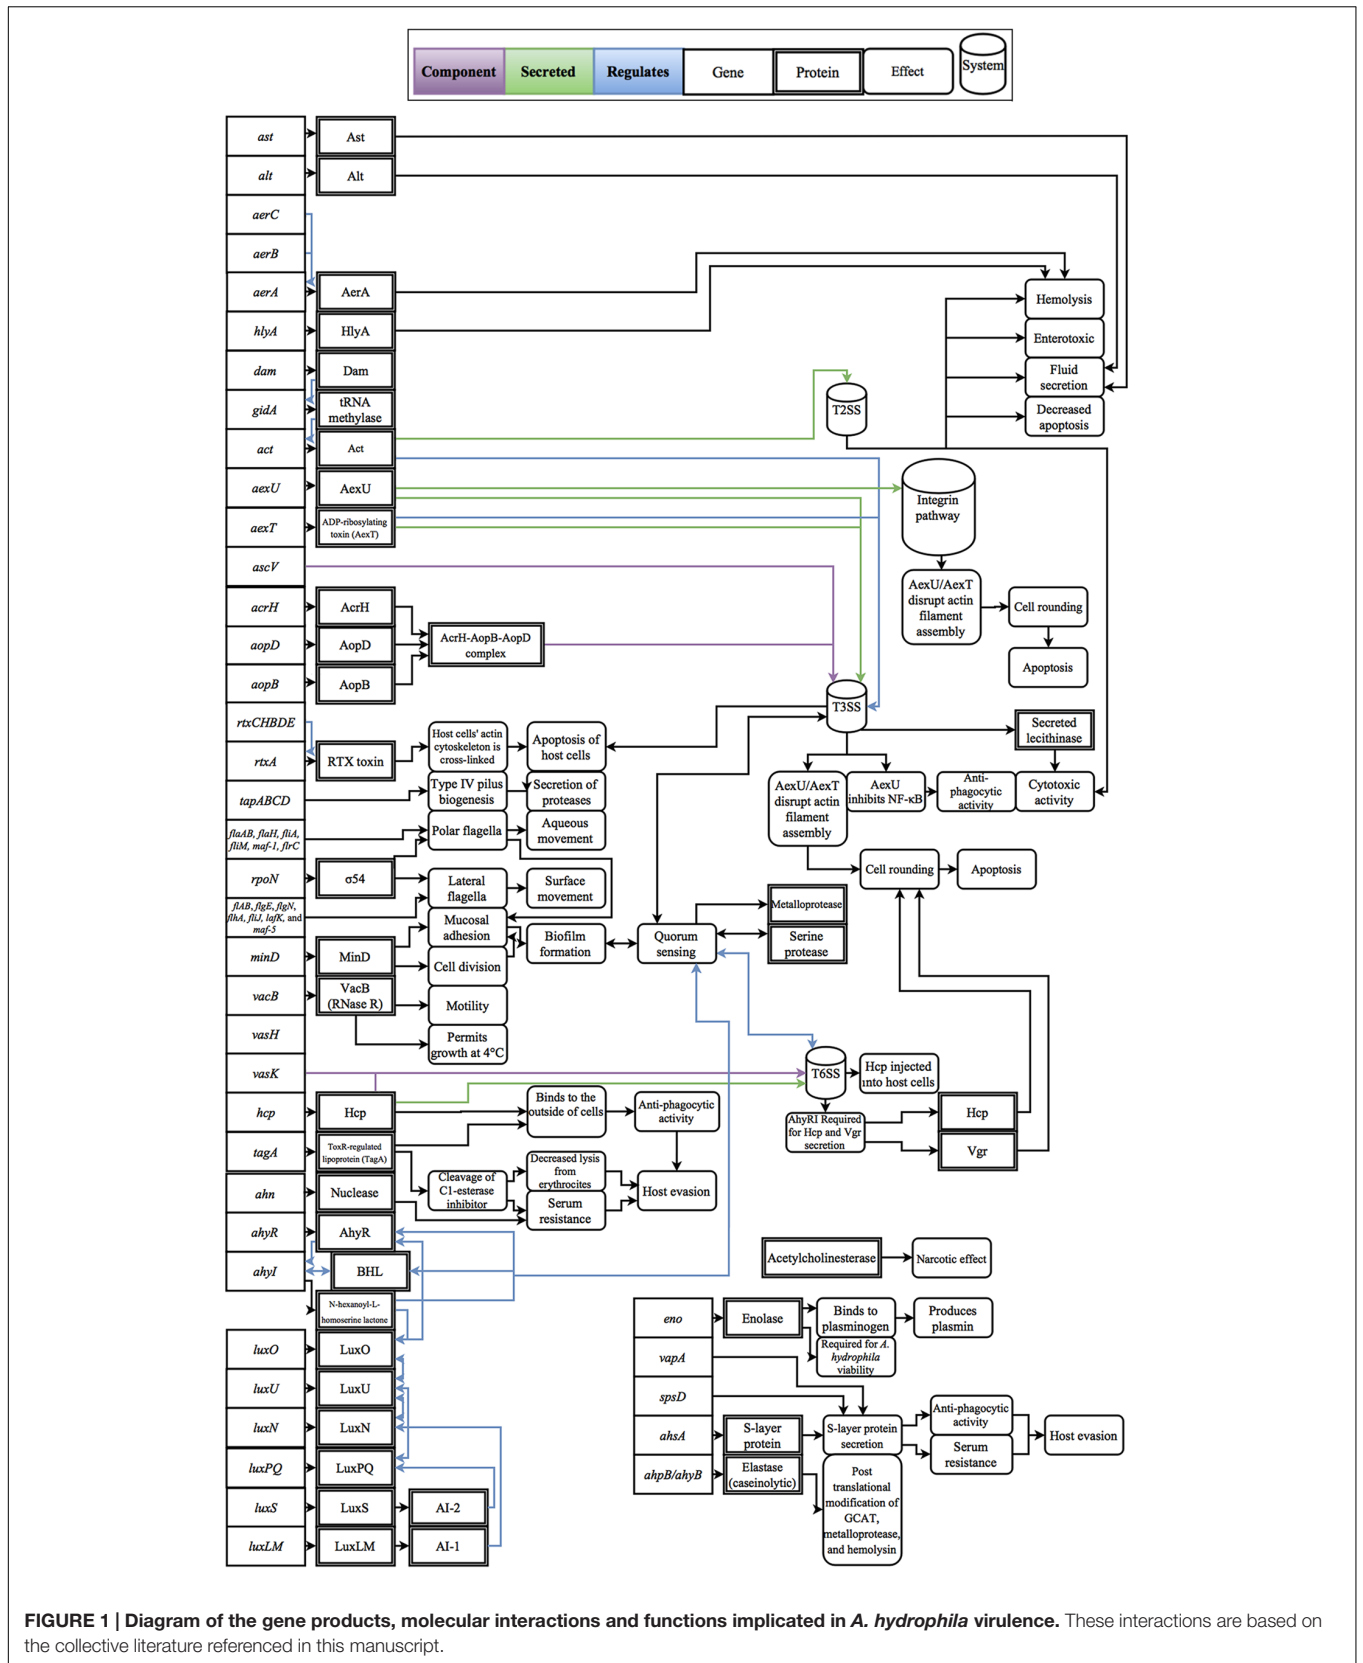 Component
Secreted
Regulates
Gene
Protein
Effect
System
ast
Ast
alt
Alt
aerC
aerB
aerA
AerA
hlyA
HlyA
dam
Dam
gidA
tRNA
methylase
act
Act
aexU
AexU
aexT
ADP-ribosylating
toxin (AexT)
ascV
acrH
AcrH
aopD
AopD
aopB
AopB
AcrH-AopB-AopD
complex
rtxCHBDE
rtxA
RTX toxin
Host cells' actin
cytoskeleton is
cross-linked
Apoptosis of
host cells
tapABCD
Type IV pilus
biogenesis
Secretion of
proteases
flaAB, flaH, fliA,
fliM, maf-1, flrC
Polar flagella
Aqueous
movement
rpoN
σ54
Lateral
flagella
Surface
movement
flAB, flgE, flgN,
flhA, fliJ, lafK, and
maf-5
Mucosal
adhesion
Biofilm
formation
minD
MinD
Cell division
vacB
VacB
(RNase R)
Motility
vasH
Permits
growth at 4°C
vasK
hcp
Hcp
Binds to the
outside of cells
Anti-phagocytic
activity
tagA
ToxR-regulated
lipoprotein (TagA)
Cleavage of
C1-esterase
inhibitor
Decreased lysis
from
erythrocytes
Serum
resistance
Host evasion
ahn
Nuclease
ahyR
AhyR
ahyI
BHL
N-hexanoyl-L-
homoserine lactone
luxO
LuxO
luxU
LuxU
luxN
LuxN
luxPQ
LuxPQ
luxS
LuxS
AI-2
luxLM
LuxLM
AI-1
Hemolysis
Enterotoxic
Fluid
secretion
Decreased
apoptosis
T2SS
Integrin
pathway
AexU/AexT
disrupt actin
filament
assembly
Cell rounding
Apoptosis
T3SS
Secreted
lecithinase
AexU/AexT
disrupt actin
filament
assembly
AexU
inhibits NF-κB
Anti-
phagocytic
activity
Cytotoxic
activity
Cell rounding
Apoptosis
Quorum
sensing
Metalloprotease
Serine
protease
T6SS
Hcp injected
into host cells
AhyRI Required
for Hcp and Vgr
secretion
Hcp
Vgr
Acetylcholinesterase
Narcotic effect
eno
Enolase
Binds to
plasminogen
Produces
plasmin
vapA
Required for A.
hydrophila
viability
spsD
ahsA
S-layer
protein
S-layer protein
secretion
Anti-phagocytic
activity
Serum
resistance
Host evasion
ahpB/ahyB
Elastase
(caseinolytic)
Post
translational
modification of
GCAT,
metalloprotease,
and hemolysin
FIGURE 1 | Diagram of the gene products, molecular interactions and functions implicated in A. hydrophila virulence. These interactions are based on
the collective literature referenced in this manuscript.